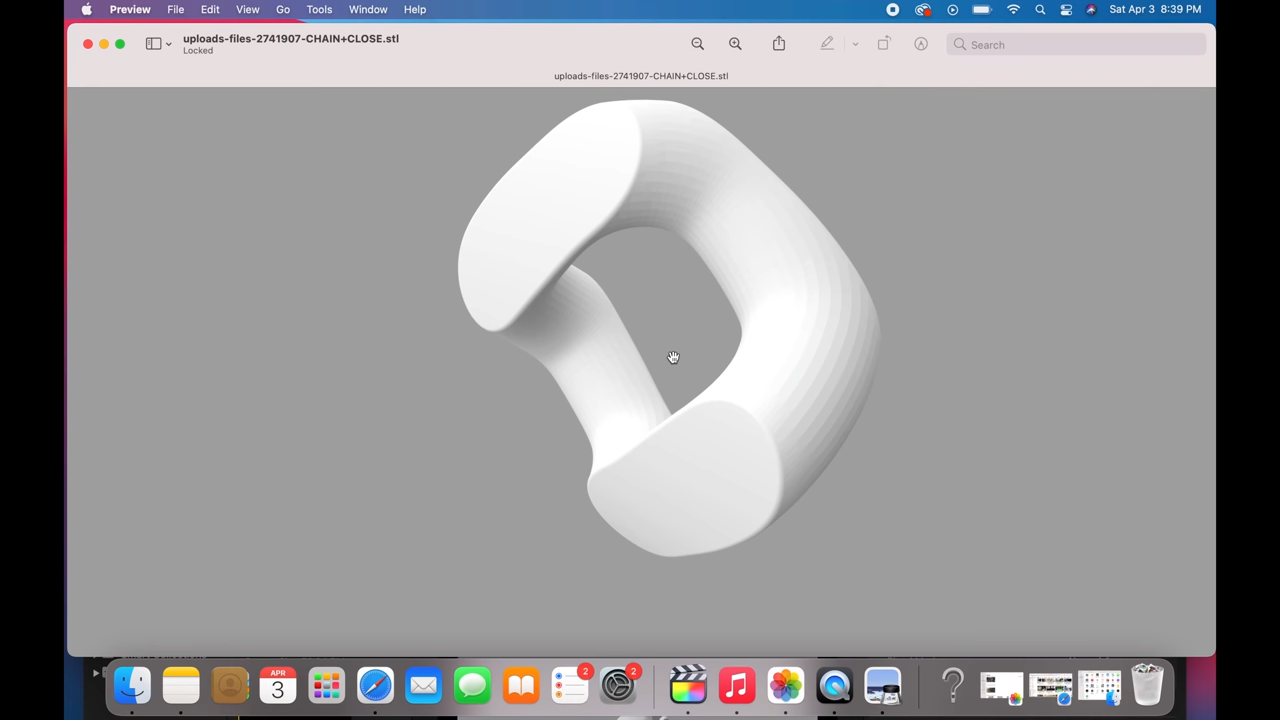 Preview File Edit View Go Tools Window Help Sat Apr 3 8:39 PM
uploads-files-2741907-CHAIN+CLOSE.stl
Locked
Search
uploads-files-2741907-CHAIN+CLOSE.stl
APR
3
2
2